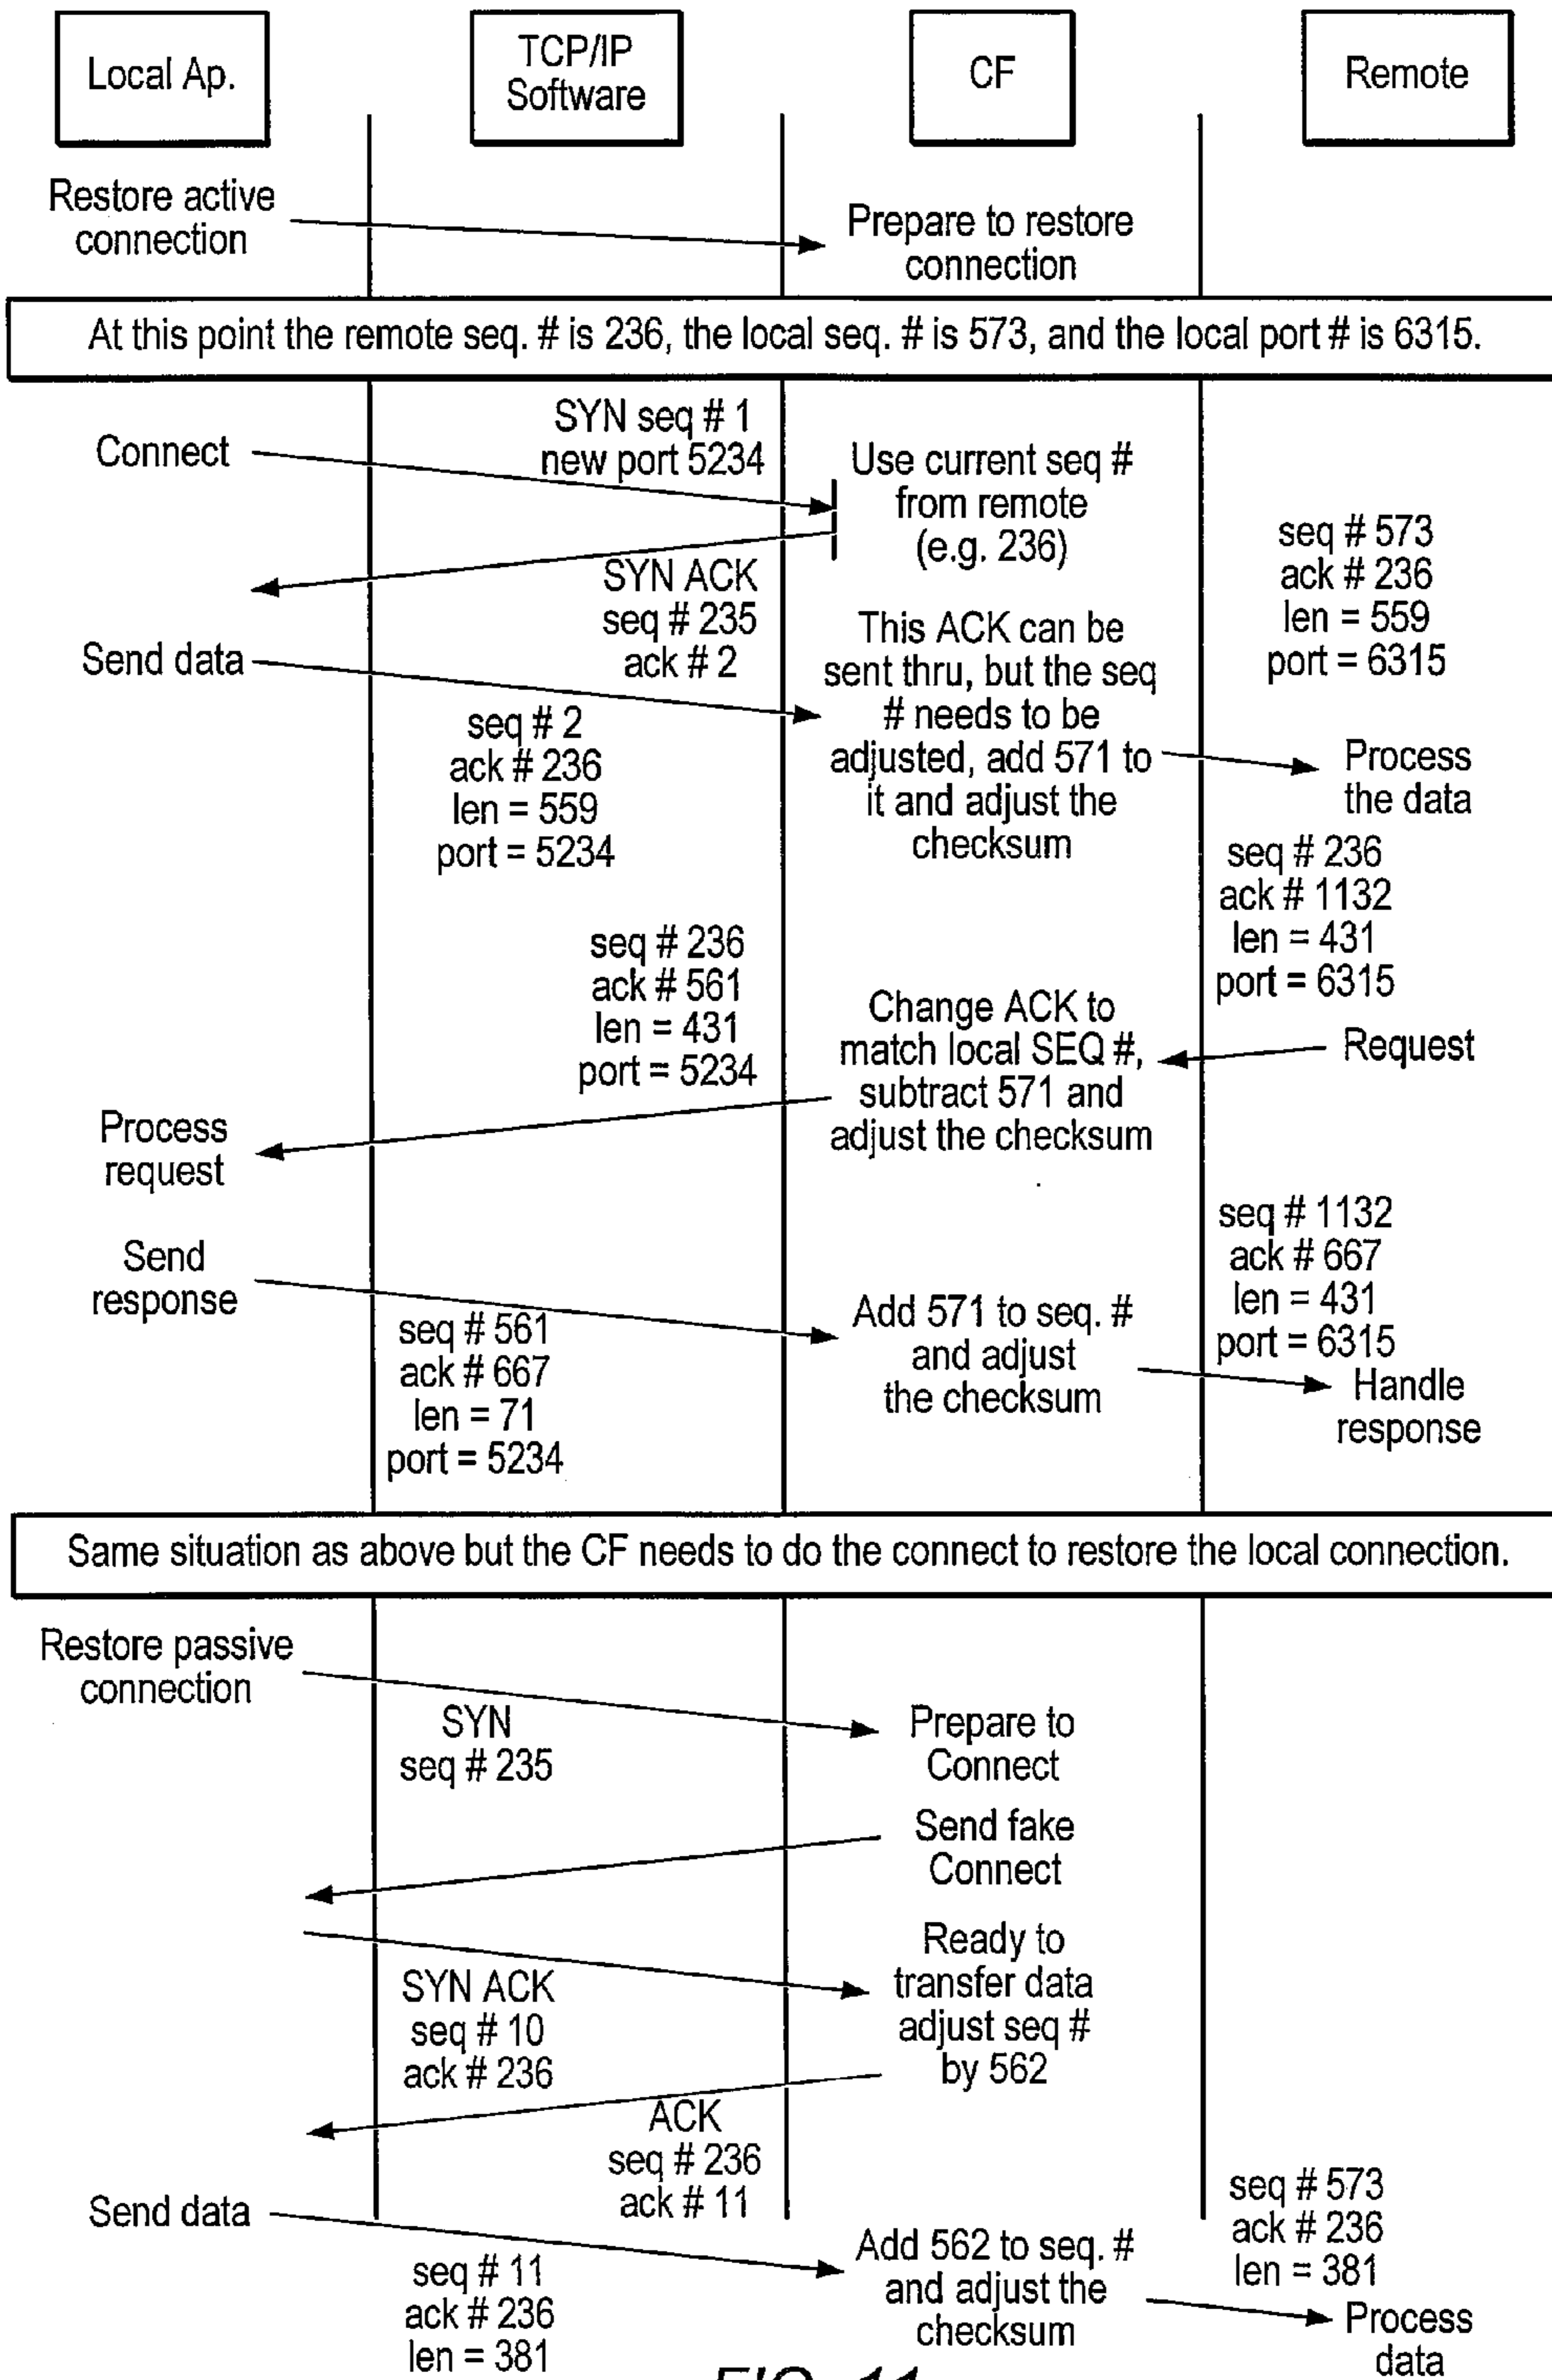 Local Ap.
TCP/IP
Software
CF
Remote
Restore active
connection
Prepare to restore
connection
At this point the remote seq. # is 236, the local seq. # is 573, and the local port # is 6315.
Connect
SYN seq # 1
new port 5234
Use current seq #
from remote
(e.g. 236)
SYN ACK
seq # 235
ack # 2
seq # 573
ack # 236
len = 559
port = 6315
Send data
This ACK can be
sent thru, but the seq
# needs to be
adjusted, add 571 to
it and adjust the
checksum
seq # 2
ack # 236
len = 559
port = 5234
Process
the data
seq # 236
ack # 1132
len = 431
port = 6315
seq # 236
ack # 561
len = 431
port = 5234
Change ACK to
match local SEQ #,
subtract 571 and
adjust the checksum
Request
Process
request
Send
response
seq # 561
ack # 667
len = 71
port = 5234
Add 571 to seq. #
and adjust
the checksum
seq # 1132
ack # 667
len = 431
port = 6315
Handle
response
Same situation as above but the CF needs to do the connect to restore the local connection.
Restore passive
connection
SYN
seq # 235
Prepare to
Connect
Send fake
Connect
SYN ACK
seq # 10
ack # 236
Ready to
transfer data
adjust seq #
by 562
ACK
seq # 236
ack # 11
Send data
seq # 11
ack # 236
len = 381
Add 562 to seq. #
and adjust the
checksum
seq # 573
ack # 236
len = 381
Process
data
FIG. 11